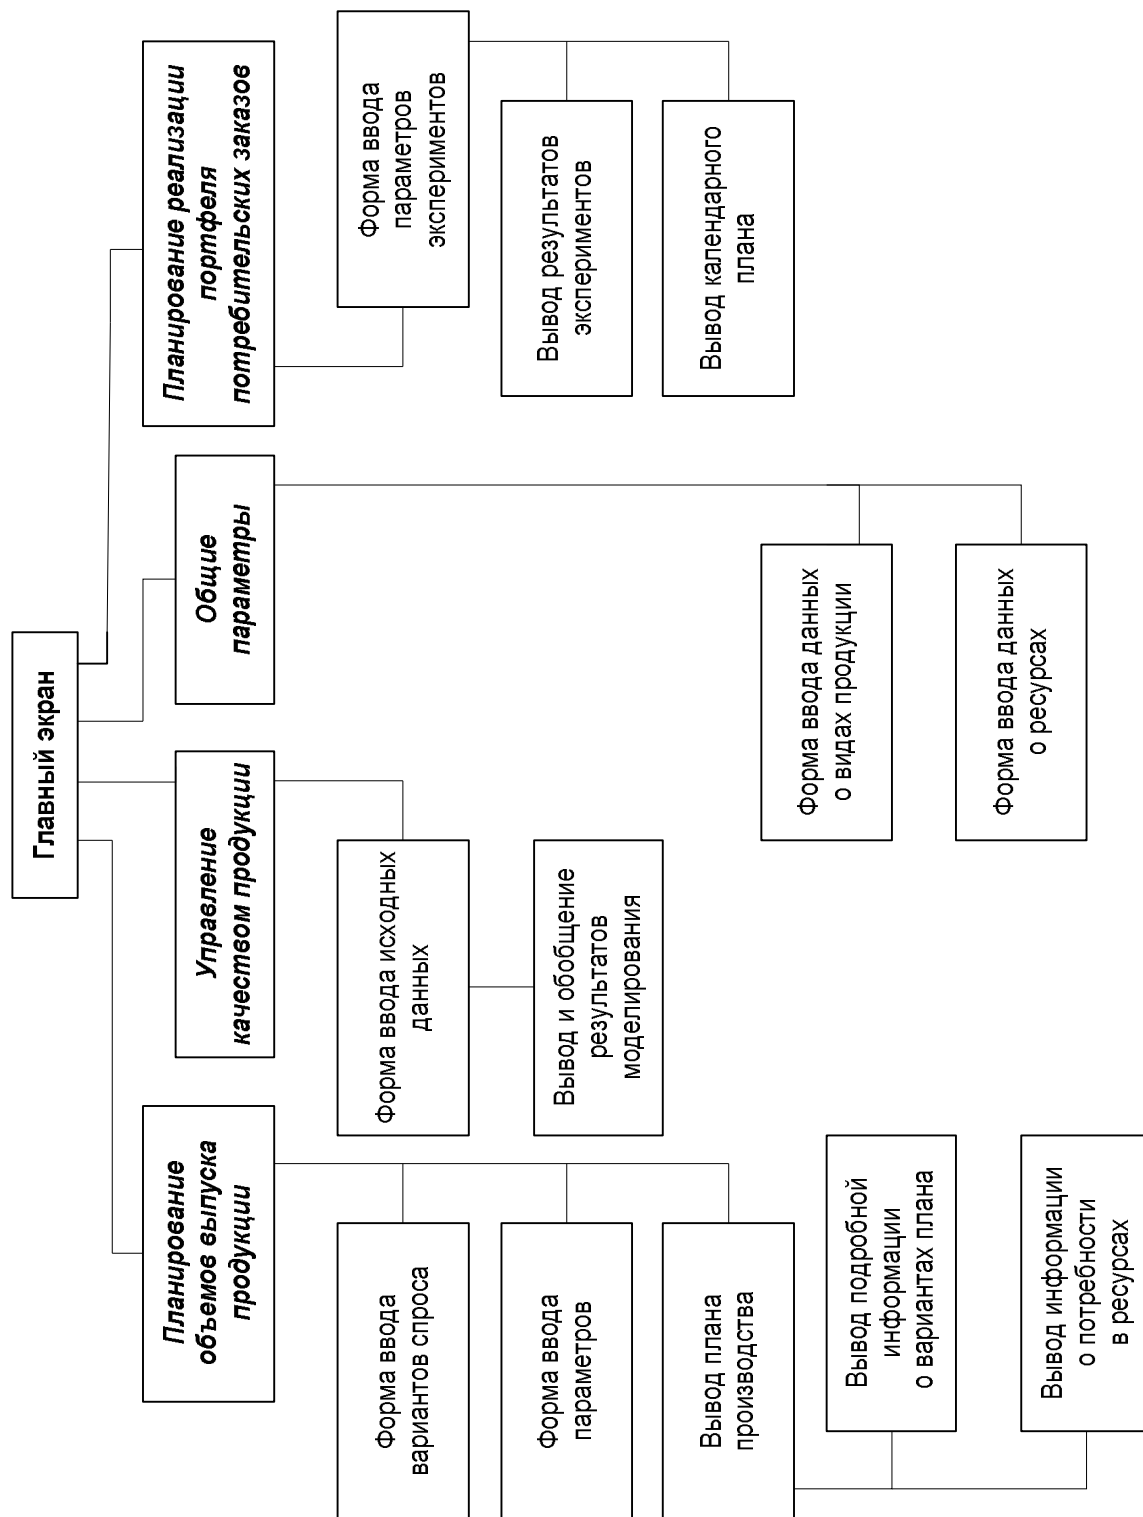 Главный экран
Планирование
объемов выпуска
продукции
Управление
качеством продукции
Общие
параметры
Планирование реализации
портфеля
потребительских заказов
Форма ввода
вариантов спроса
Форма ввода
параметров
Вывод плана
производства
Вывод подробной
информации
о вариантах плана
Вывод информации
о потребности
в ресурсах
Форма ввода исходных
данных
Вывод и обобщение
результатов
моделирования
Форма ввода данных
о видах продукции
Форма ввода данных
о ресурсах
Форма ввода
параметров
экспериментов
Вывод результатов
экспериментов
Вывод календарного
плана